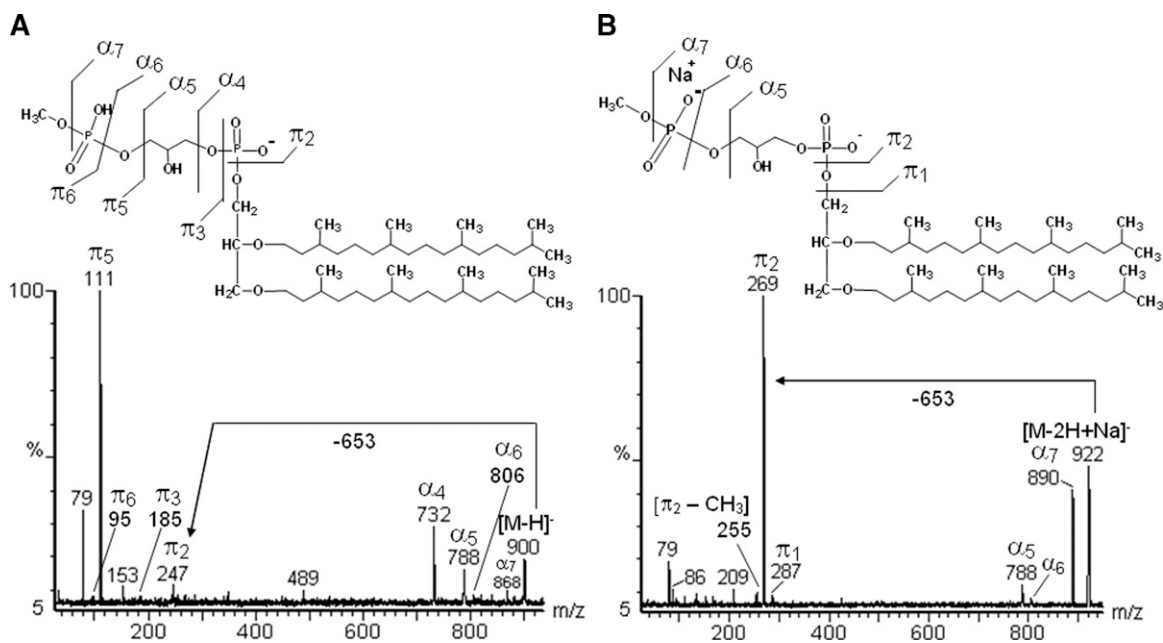 A
α7
α6
α5
α4
H₃C
O
OH
P
O
O
OH
O
O
P
O⁻
O
π2
π6
π5
π3
CH₂
HC
O
CH₃
CH₃
CH₃
CH₃
CH₃
H₂C
O
CH₃
CH₃
CH₃
CH₃
CH₃
π5
111
100
%
5
79
π6
95
π3
185
153
π2
247
-653
489
α4
732
α5
788
α6
806
[M-H]⁻
900
α7
868
200
400
600
800
m/z
B
α7
Na⁺
α6
α5
H₃C
O
O⁻
P
O
O
OH
O
O
P
O⁻
O
π2
π1
CH₂
HC
O
CH₃
CH₃
CH₃
CH₃
CH₃
H₂C
O
CH₃
CH₃
CH₃
CH₃
CH₃
π2
269
100
%
5
-653
[M-2H+Na]⁻
922
α7
890
[π2 – CH₃]
255
79
86
209
π1
287
α5
788
α6
200
400
600
800
m/z